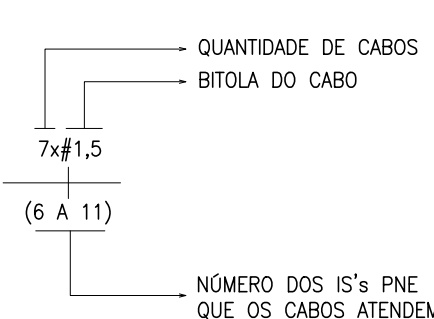 QUANTIDADE DE CABOS
BITOLA DO CABO
7x#1,5
(6 A 11)
NÚMERO DOS IS's PNE
QUE OS CABOS ATENDEM